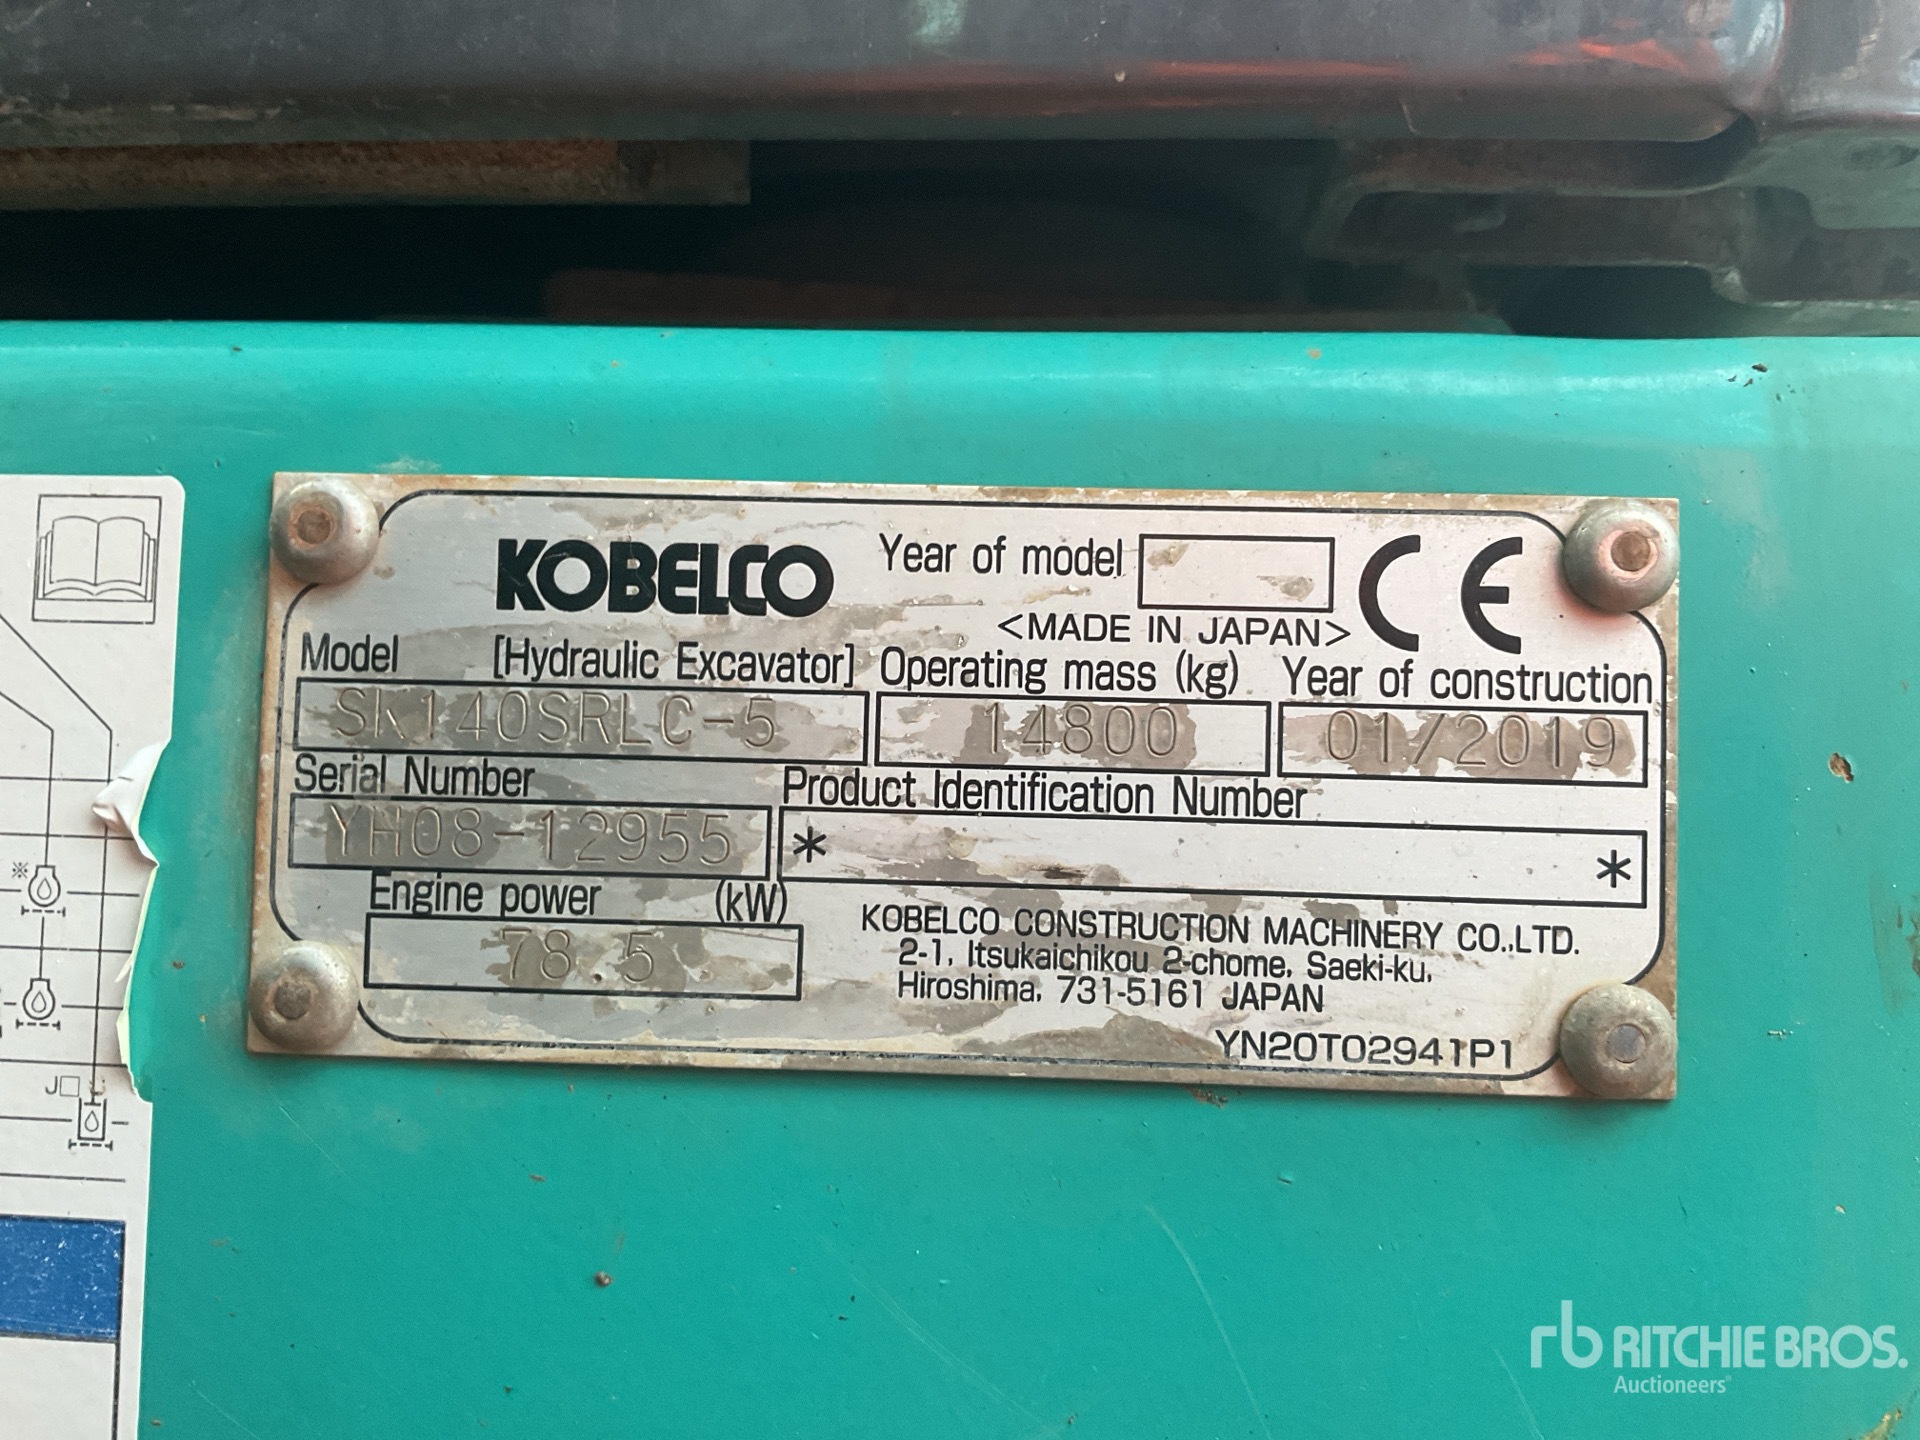 KOBELCO Year of model CE
<MADE IN JAPAN>
Model [Hydraulic Excavator] Operating mass (kg) Year of construction
SK140SRLC-5 14800 01/2019
Serial Number Product Identification Number
YH08-12955 * *
Engine power (kW)
78.5
KOBELCO CONSTRUCTION MACHINERY CO.,LTD.
2-1, Itsukaichikou 2-chome, Saeki-ku,
Hiroshima, 731-5161 JAPAN
YN20T02941P1
※
J□
rb RITCHIE BROS.
Auctioneers